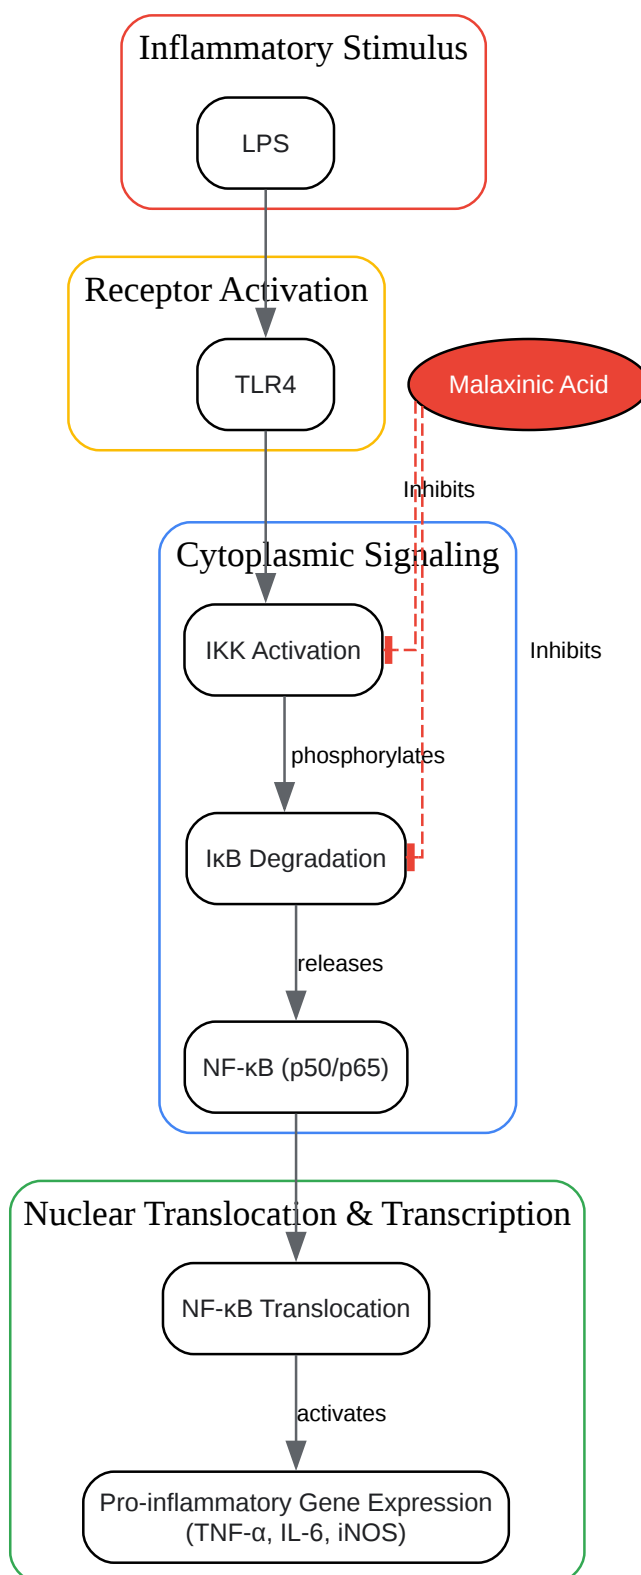 Inflammatory Stimulus
LPS
Receptor Activation
TLR4
Malaxinic Acid
Inhibits
Cytoplasmic Signaling
IKK Activation
Inhibits
phosphorylates
IκB Degradation
releases
NF-κB (p50/p65)
Nuclear Translocation & Transcription
NF-κB Translocation
activates
Pro-inflammatory Gene Expression
(TNF-α, IL-6, iNOS)